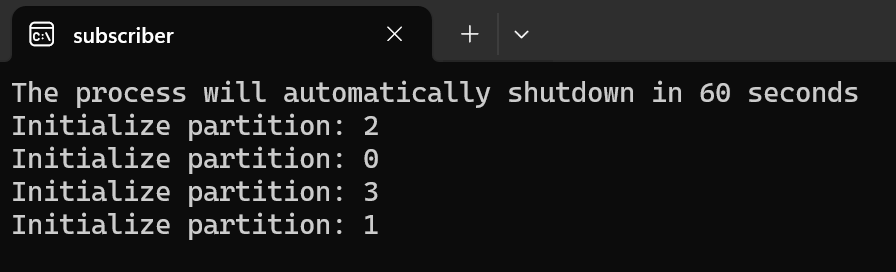 subscriber
The process will automatically shutdown in 60 seconds
Initialize partition: 2
Initialize partition: 0
Initialize partition: 3
Initialize partition: 1